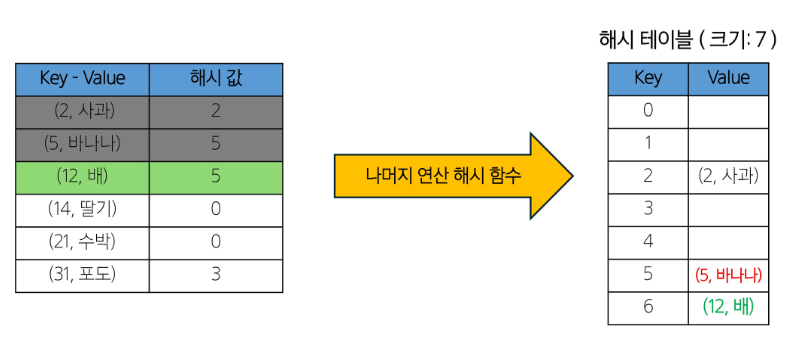 해시 테이블 ( 크기: 7 )
Key - Value 해시 값
(2, 사과) 2
(5, 바나나) 5
(12, 배) 5
(14, 딸기) 0
(21, 수박) 0
(31, 포도) 3
나머지 연산 해시 함수
Key Value
0
1
2 (2, 사과)
3
4
5 (5, 바나나)
6 (12, 배)